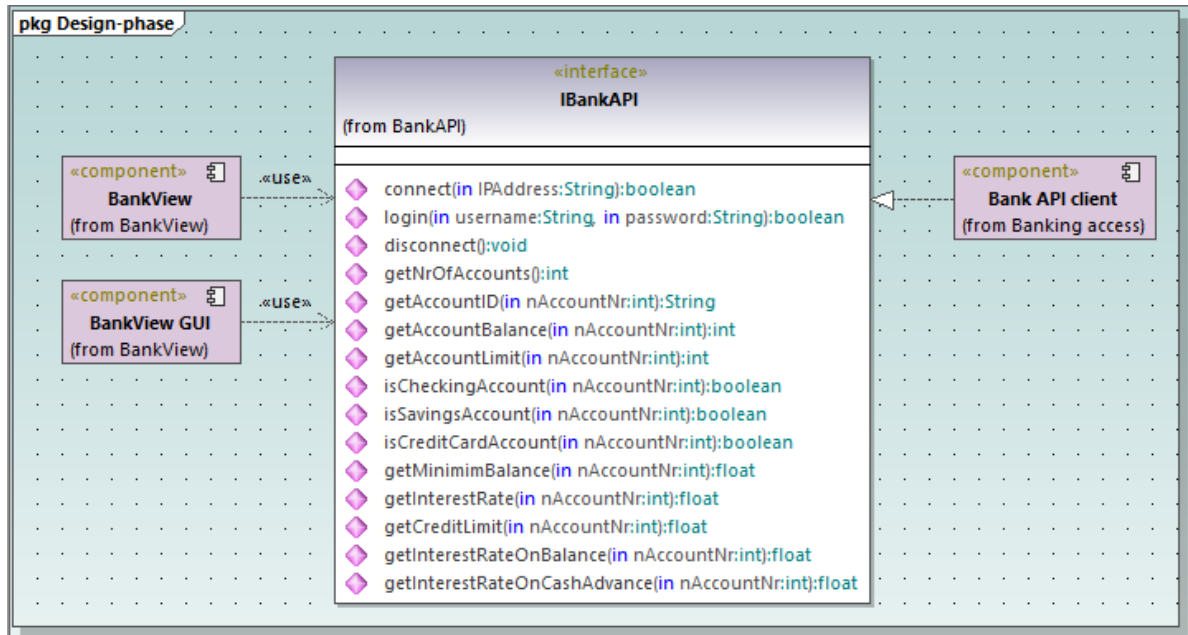 pkg Design-phase
«interface»
IBankAPI
(from BankAPI)
«component»
BankView
(from BankView)
«use»
«component»
BankView GUI
(from BankView)
«use»
connect(in IPAddress:String):boolean
login(in username:String, in password:String):boolean
disconnect():void
getNrOfAccounts():int
getAccountID(in nAccountNr:int):String
getAccountBalance(in nAccountNr:int):int
getAccountLimit(in nAccountNr:int):int
isCheckingAccount(in nAccountNr:int):boolean
isSavingsAccount(in nAccountNr:int):boolean
isCreditCardAccount(in nAccountNr:int):boolean
getMinimimBalance(in nAccountNr:int):float
getInterestRate(in nAccountNr:int):float
getCreditLimit(in nAccountNr:int):float
getInterestRateOnBalance(in nAccountNr:int):float
getInterestRateOnCashAdvance(in nAccountNr:int):float
«component»
Bank API client
(from Banking access)